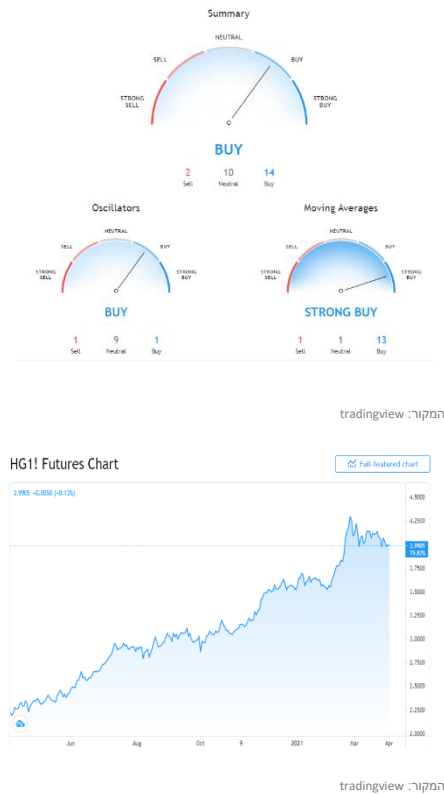 Summary
NEUTRAL
SELL BUY
STRONG SELL STRONG BUY
BUY
2 10 14
Sell Neutral Buy
Oscillators Moving Averages
NEUTRAL NEUTRAL
SELL BUY SELL BUY
STRONG SELL STRONG BUY STRONG SELL STRONG BUY
BUY STRONG BUY
1 9 1 1 1 13
Sell Neutral Buy Sell Neutral Buy
המקור: tradingview
HG1! Futures Chart Full-featured chart
3.9905 -0.0050 (-0.13%)
4.5000
4.2500
3.9905
79.87%
3.7500
3.5000
3.2500
3.0000
2.7500
2.5000
2.2500
2.0000
Jun Aug Oct 9 2021 Mar Apr
המקור: tradingview